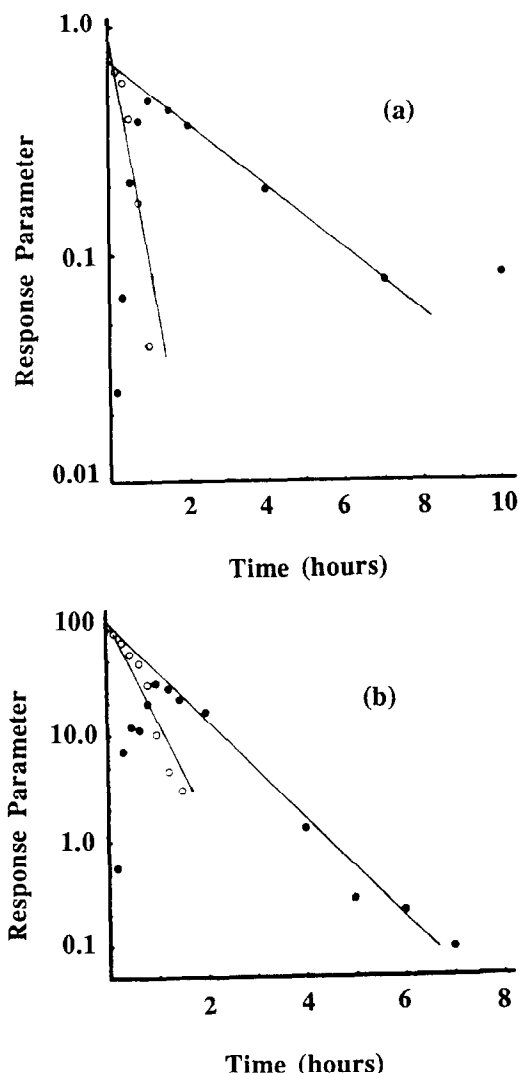 1.0
(a)
0.1
0.01
Response Parameter
2 4 6 8 10
Time (hours)
100
(b)
10.0
1.0
0.1
Response Parameter
2 4 6 8
Time (hours)